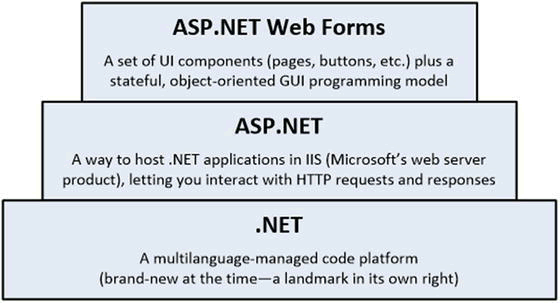 ASP.NET Web Forms
A set of UI components (pages, buttons, etc.) plus a
stateful, object-oriented GUI programming model
ASP.NET
A way to host .NET applications in IIS (Microsoft's web server
product), letting you interact with HTTP requests and responses
.NET
A multilanguage-managed code platform
(brand-new at the time—a landmark in its own right)